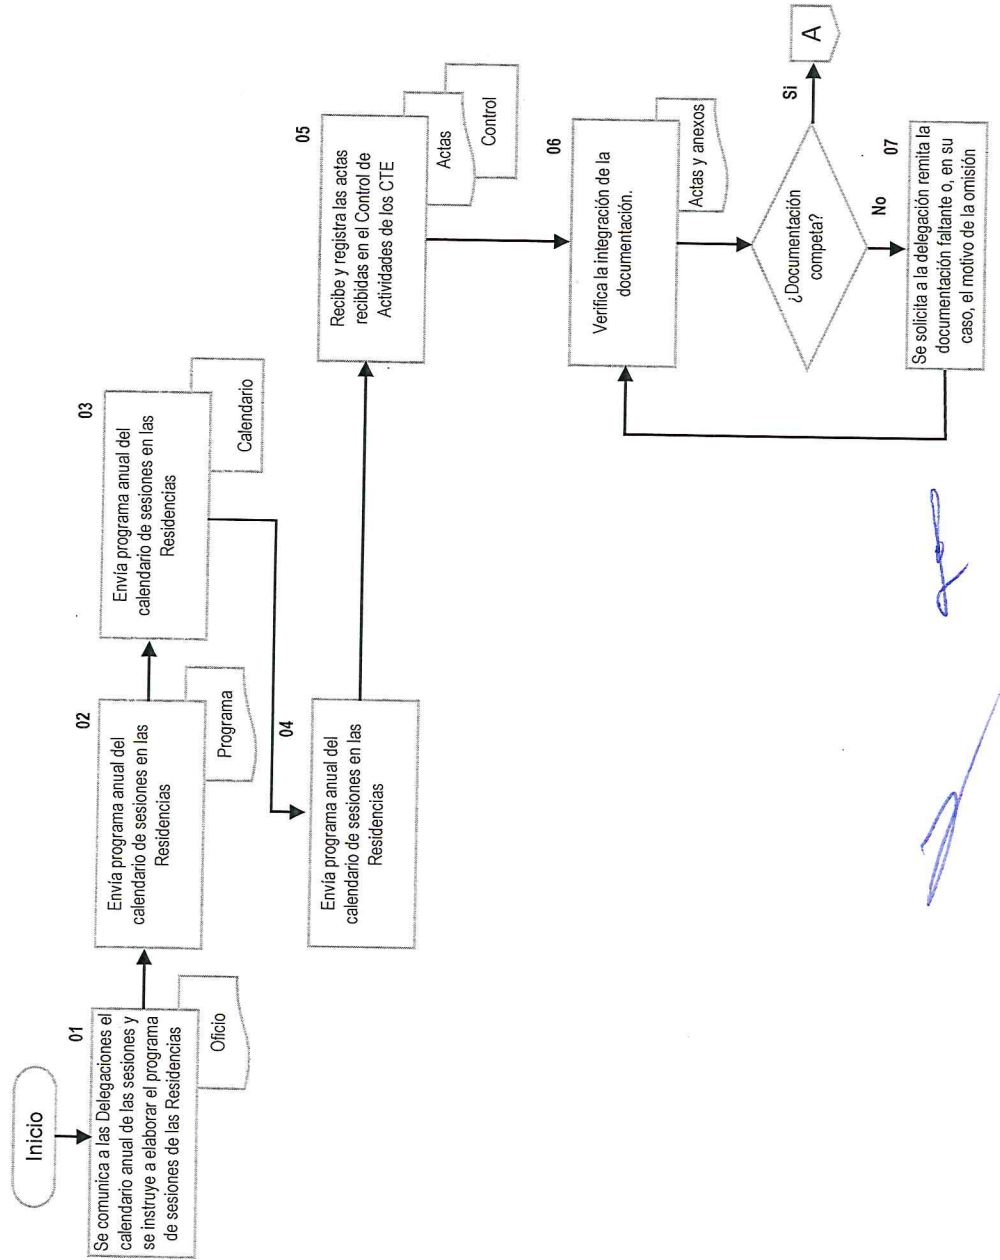 Inicio
01
Se comunica a las Delegaciones el
calendario anual de las sesiones y
se instruye a elaborar el programa
de sesiones de las Residencias
Oficio
02
Envía programa anual del
calendario de sesiones en las
Residencias
Programa
03
Envía programa anual del
calendario de sesiones en las
Residencias
Calendario
04
Envía programa anual del
calendario de sesiones en las
Residencias
05
Recibe y registra las actas
recibidas en el Control de
Actividades de los CTE
Actas
Control
06
Verifica la integración de la
documentación.
Actas y anexos
¿Documentación
competa?
Si
A
No
07
Se solicita a la delegación remita la
documentación faltante o, en su
caso, el motivo de la omisión